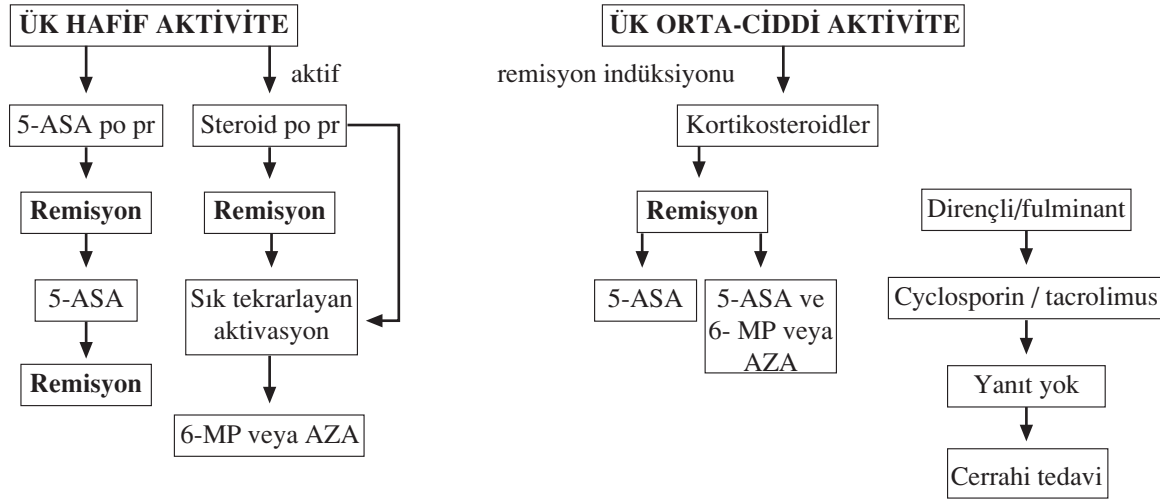 ÜK HAFİF AKTİVİTE
aktif
5-ASA po pr
Steroid po pr
Remisyon
Remisyon
5-ASA
Sık tekrarlayan
aktivasyon
Remisyon
6-MP veya AZA
ÜK ORTA-CİDDİ AKTİVİTE
remisyon indüksiyonu
Kortikosteroidler
Remisyon
5-ASA
5-ASA ve
6- MP veya
AZA
Dirençli/fulminant
Cyclosporin / tacrolimus
Yanıt yok
Cerrahi tedavi